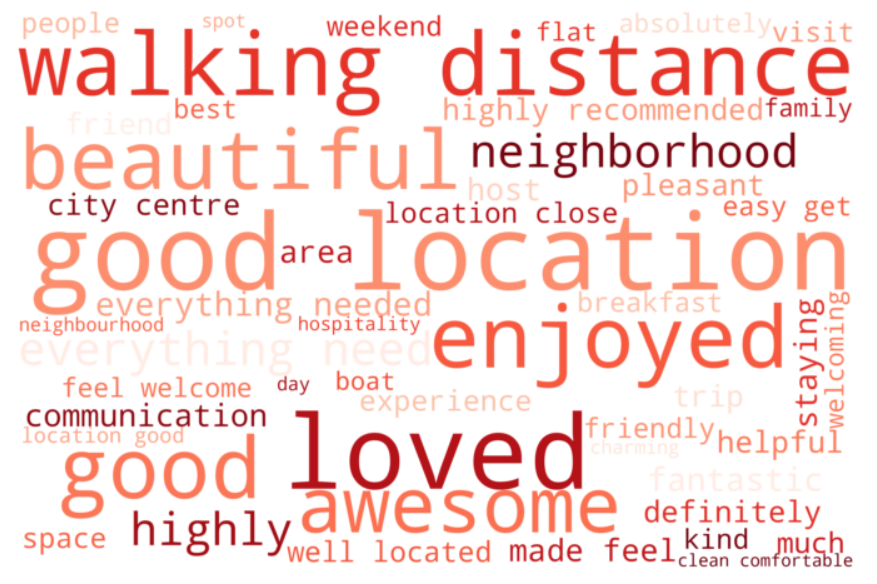 people
spot
weekend
flat
absolutely
visit
walking distance
best
highly recommended
family
friend
beautiful
neighborhood
host
pleasant
city centre
location close
easy get
good location
area
everything needed
breakfast
neighbourhood
hospitality
enjoyed
staying
welcoming
everything need
feel welcome
day
boat
experience
trip
communication
loved
friendly
helpful
location good
charming
good
fantastic
awesome
definitely
space
highly
well located
made feel
kind
much
clean comfortable